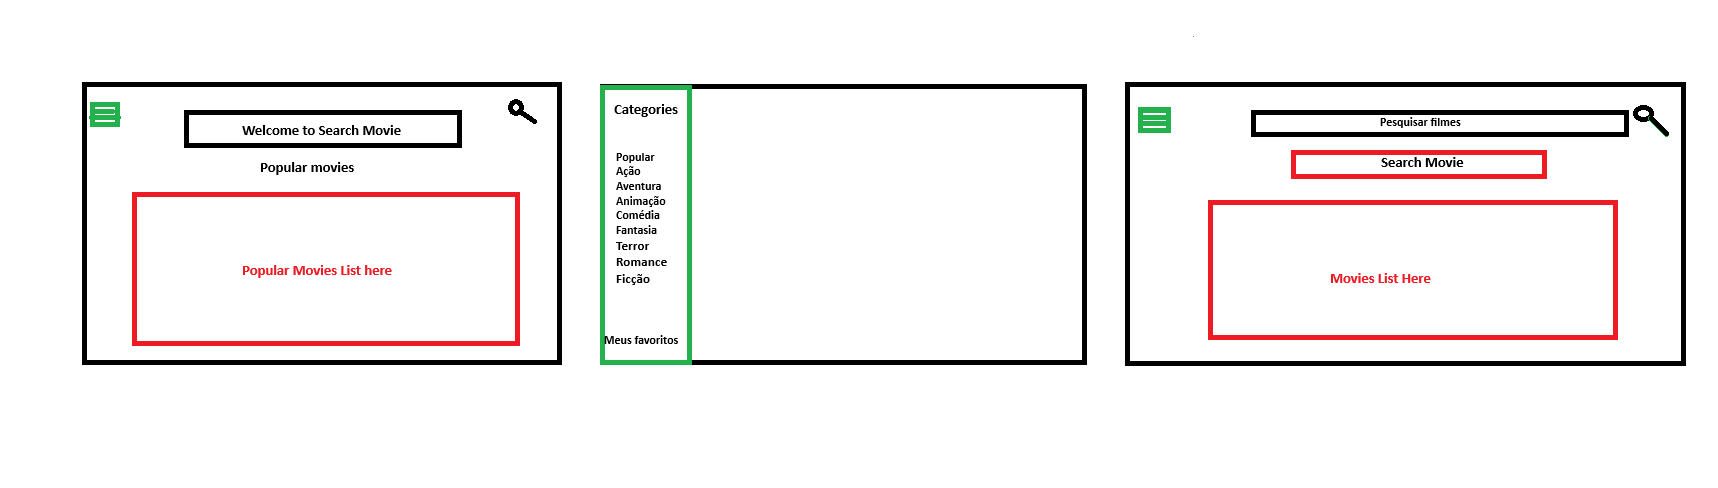 Welcome to Search Movie
Popular movies
Popular Movies List here
Categories
Popular
Ação
Aventura
Animação
Comédia
Fantasia
Terror
Romance
Ficção
Meus favoritos
Pesquisar filmes
Search Movie
Movies List Here